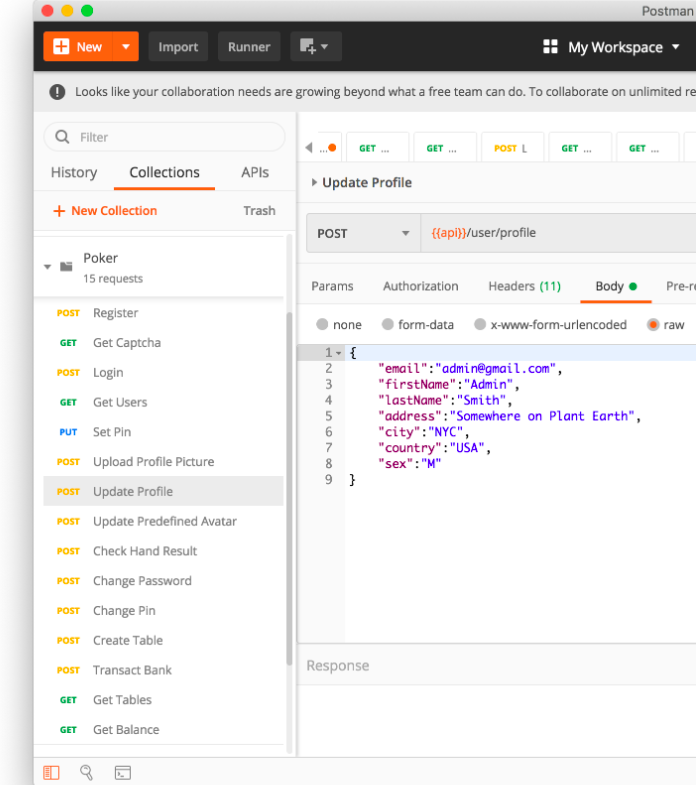 Postman
New
Import
Runner
My Workspace
Looks like your collaboration needs are growing beyond what a free team can do. To collaborate on unlimited re
Filter
History
Collections
APIs
+ New Collection
Trash
Poker
15 requests
POST Register
GET Get Captcha
POST Login
GET Get Users
PUT Set Pin
POST Upload Profile Picture
POST Update Profile
POST Update Predefined Avatar
POST Check Hand Result
POST Change Password
POST Change Pin
POST Create Table
POST Transact Bank
GET Get Tables
GET Get Balance
...
GET ...
GET ...
POST L
GET ...
GET ...
Update Profile
POST
{{api}}/user/profile
Params
Authorization
Headers (11)
Body
Pre-re
none
form-data
x-www-form-urlencoded
raw
1 {
2 "email":"admin@gmail.com",
3 "firstName":"Admin",
4 "lastName":"Smith",
5 "address":"Somewhere on Plant Earth",
6 "city":"NYC",
7 "country":"USA",
8 "sex":"M"
9 }
Response